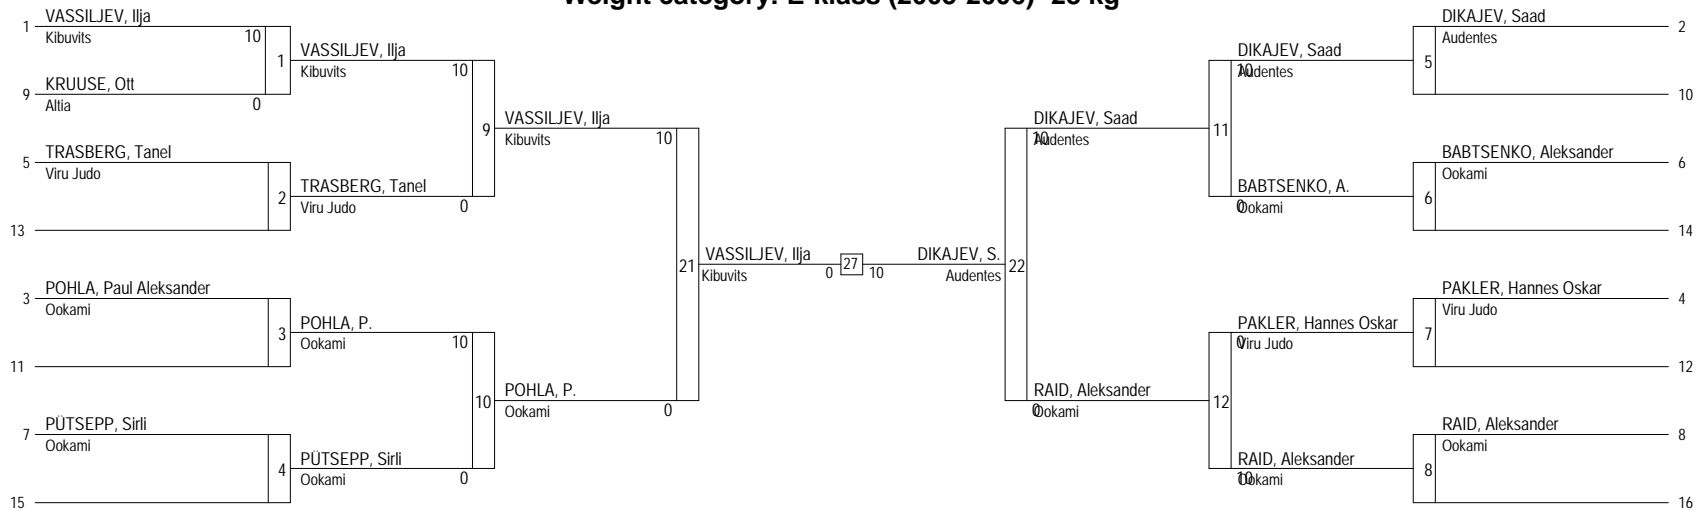 Weight category: E klass
kg
1
VASSILJEV, Ilja
Kibuvits
10
1
9
KRUUSE, Ott
Altia
0
5
TRASBERG, Tanel
Viru Judo
2
13
3
POHLA, Paul Aleksander
Ookami
3
11
7
PÜTSEPP, Sirli
Ookami
4
15
VASSILJEV, Ilja
Kibuvits
10
9
TRASBERG, Tanel
Viru Judo
0
POHLA, P.
Ookami
10
10
PÜTSEPP, Sirli
Ookami
0
VASSILJEV, Ilja
Kibuvits
10
21
POHLA, P.
Ookami
0
VASSILJEV, Ilja
Kibuvits
0
27
10
DIKAJEV, S.
Audentes
22
DIKAJEV, Saad
10
Audentes
RAID, Aleksander
0
Ookami
11
DIKAJEV, Saad
10
Audentes
BABTSENKO, A.
0
Ookami
12
PAKLER, Hannes Oskar
0
Viru Judo
RAID, Aleksander
10
Ookami
DIKAJEV, Saad
2
Audentes
5
10
BABTSENKO, Aleksander
6
Ookami
6
14
PAKLER, Hannes Oskar
4
Viru Judo
7
12
RAID, Aleksander
8
Ookami
8
16